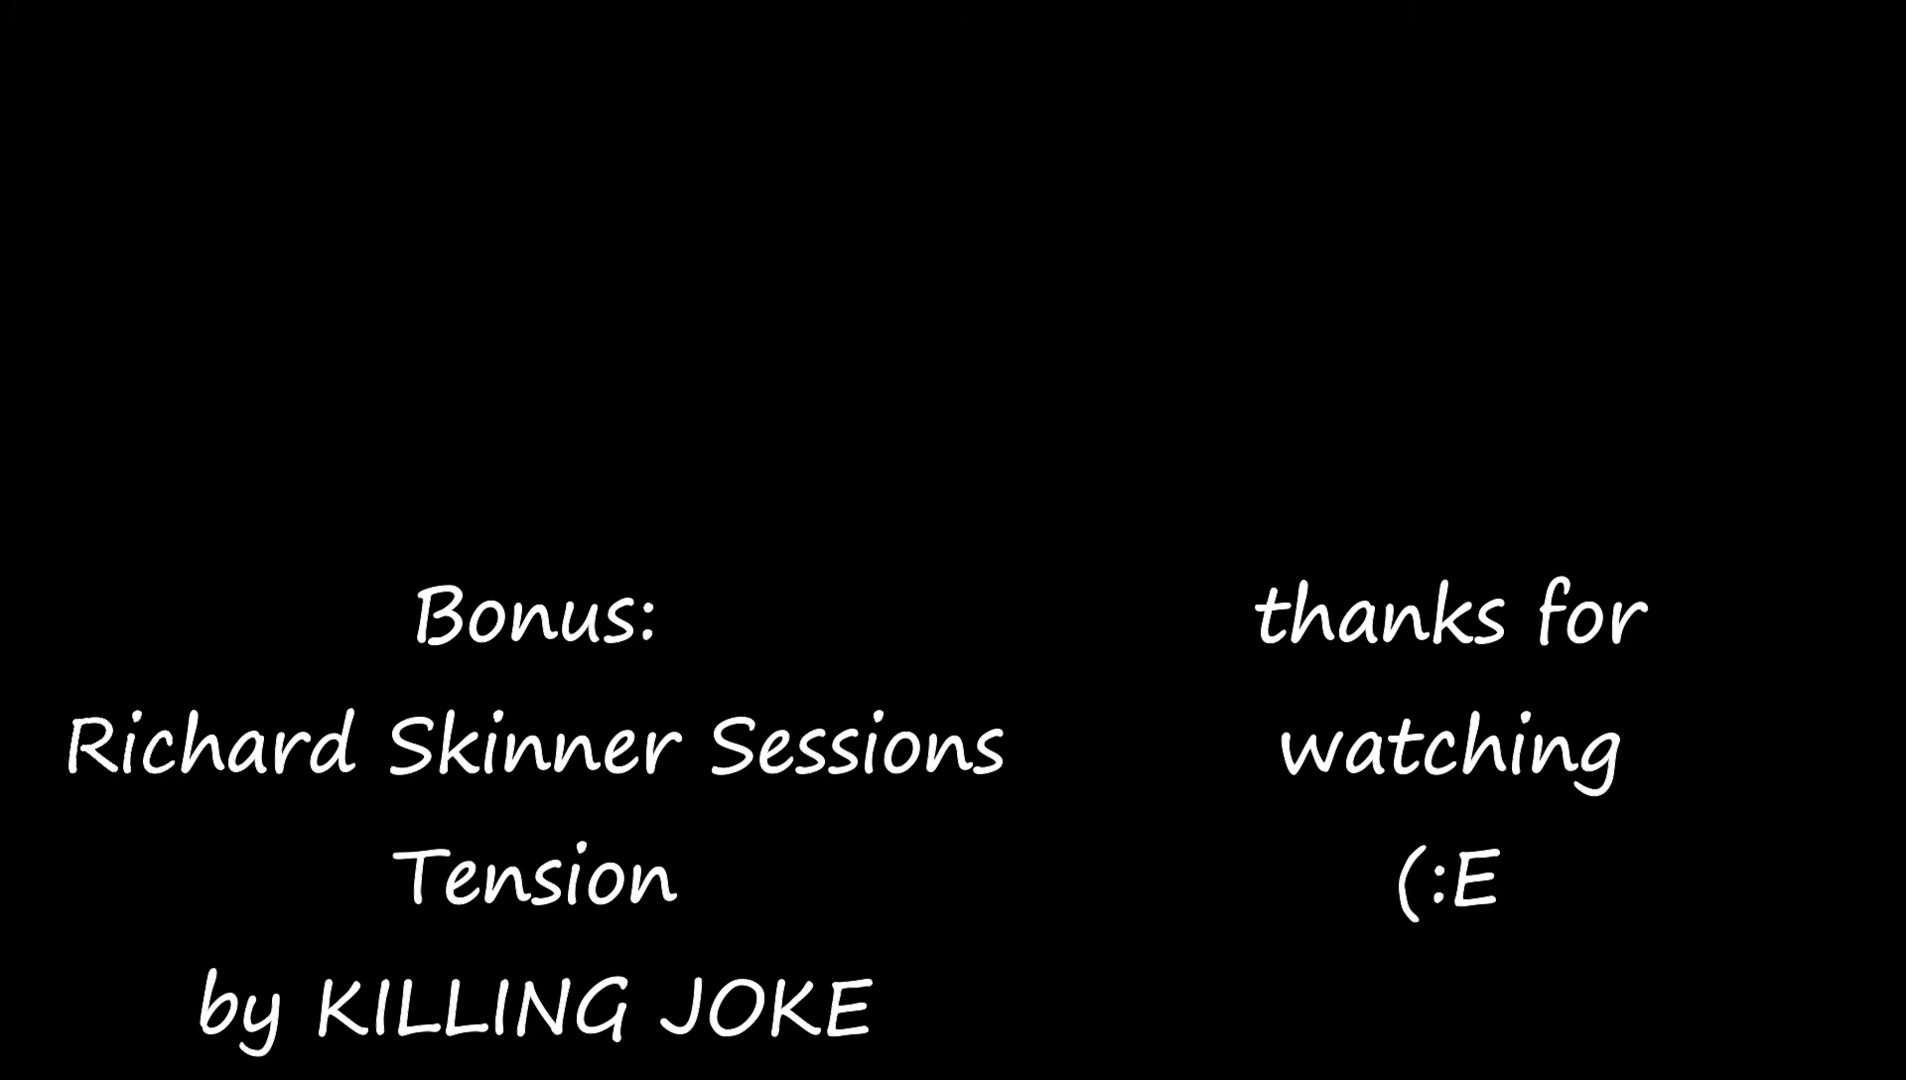 Bonus:
Richard Skinner Sessions
Tension
by KILLING JOKE
thanks for
watching
(:E